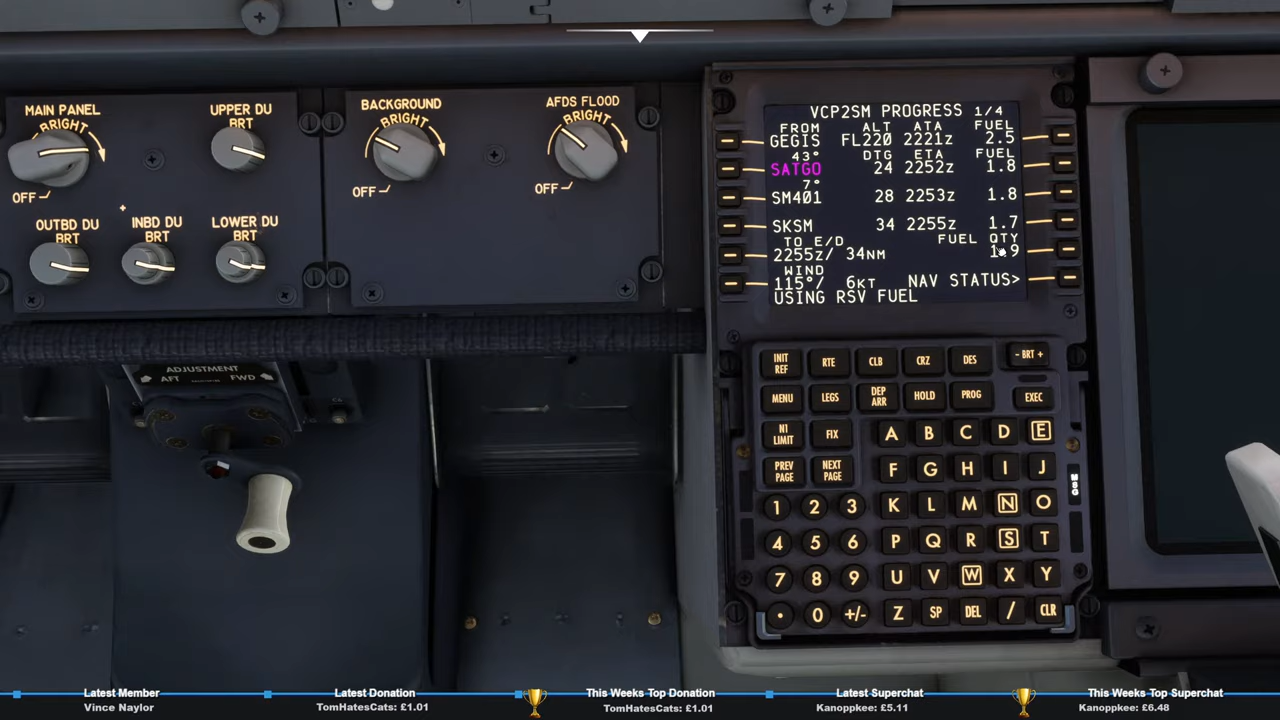 MAIN PANEL
BRIGHT
OFF
UPPER DU
BRT
OUTBD DU
BRT
INBD DU
BRT
LOWER DU
BRT
BACKGROUND
BRIGHT
OFF
AFDS FLOOD
BRIGHT
OFF
ADJUSTMENT
AFT FWD
VCP2SM PROGRESS 1/4
FROM ALT ATA FUEL
GEGIS FL220 2221z 2.5
43° DTG ETA FUEL
SATGO 24 2252z 1.8
7°
SM401 28 2253z 1.8
SKSM 34 2255z 1.7
TO E/D FUEL QTY
2255z/ 34NM 1.9
WIND
115°/ 6KT NAV STATUS>
USING RSV FUEL
INIT REF RTE CLB CRZ DES - BRT +
MENU LEGS DEP ARR HOLD PROG EXEC
N1 LIMIT FIX A B C D E
PREV PAGE NEXT PAGE F G H I J
1 2 3 K L M N O
4 5 6 P Q R S T
7 8 9 U V W X Y
. 0 +/- Z SP DEL / CLR
MSG
Latest Member
Vince Naylor
Latest Donation
TomHatesCats: £1.01
This Weeks Top Donation
TomHatesCats: £1.01
Latest Superchat
Kanoppkee: £5.11
This Weeks Top Superchat
Kanoppkee: £6.48